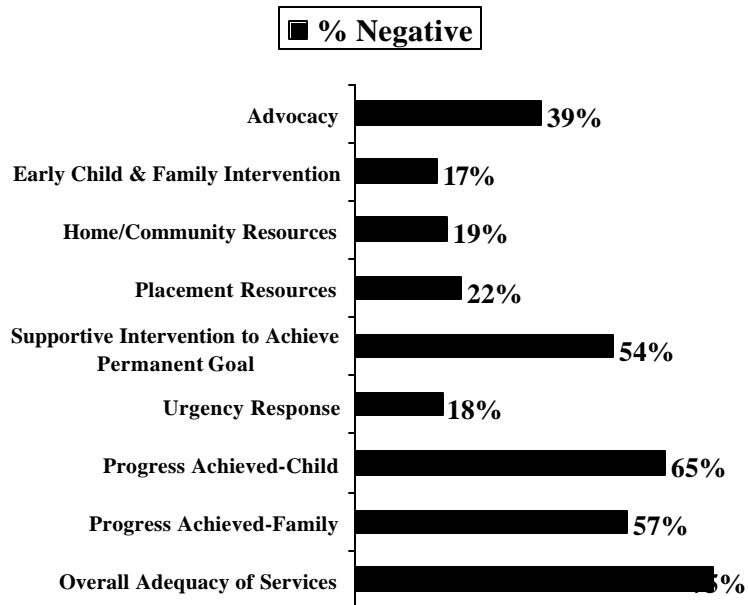 % Negative
Advocacy 39%
Early Child & Family Intervention 17%
Home/Community Resources 19%
Placement Resources 22%
Supportive Intervention to Achieve
Permanent Goal 54%
Urgency Response 18%
Progress Achieved-Child 65%
Progress Achieved-Family 57%
Overall Adequacy of Services 75%